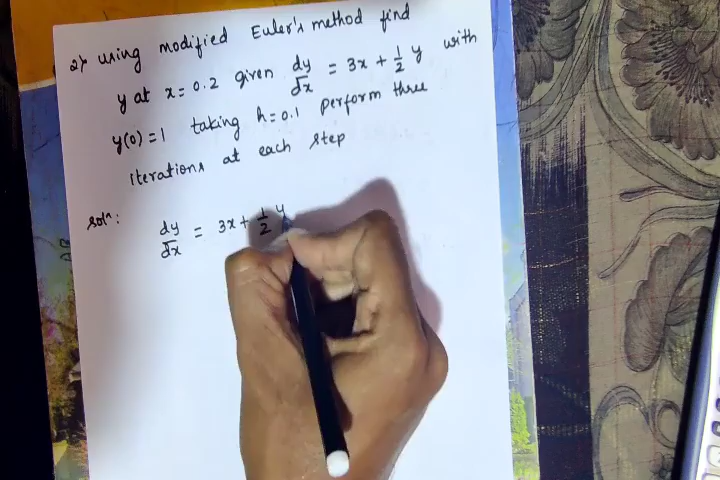 2) using modified Euler's method find
y at x = 0.2 given dy/dx = 3x + 1/2 y with
y(0) = 1 taking h = 0.1 perform three
iterations at each step
solⁿ:
dy/dx = 3x + 1/2 y